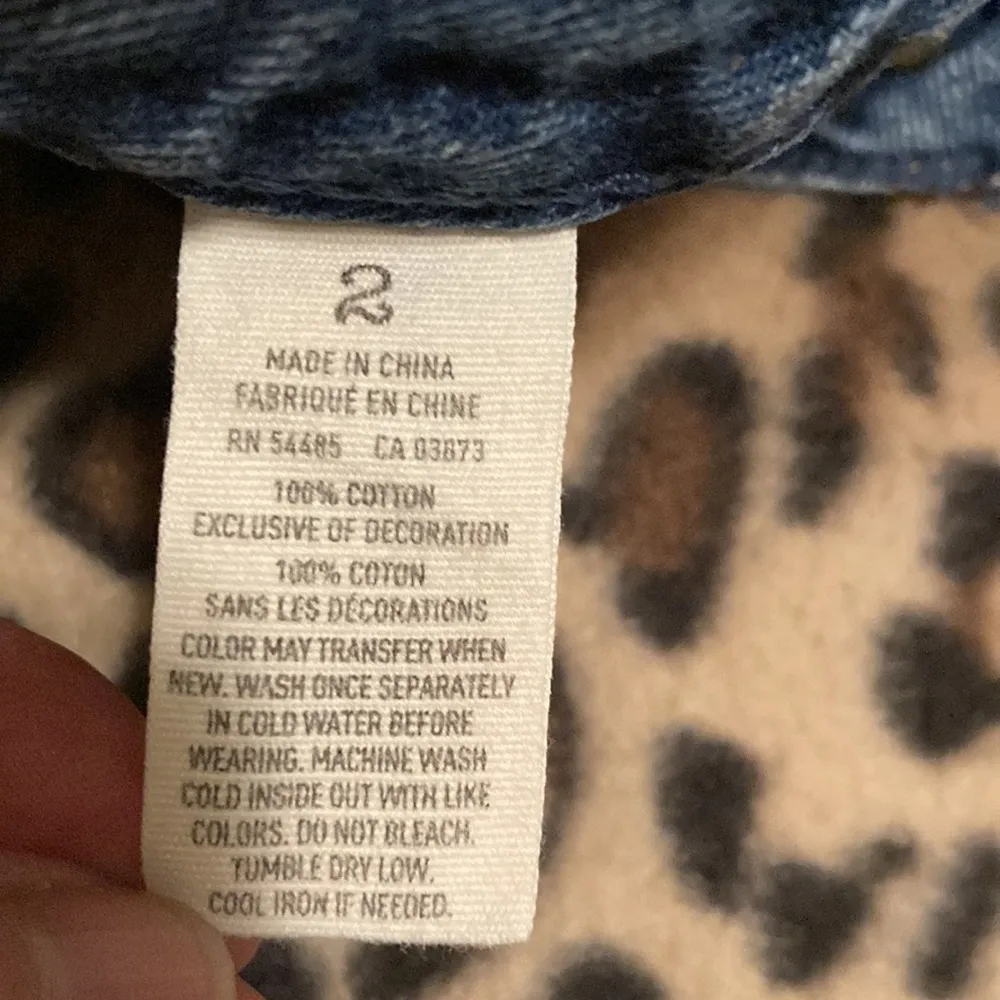 2
MADE IN CHINA
FABRIQUÉ EN CHINE
RN 54485 CA 03873
100% COTTON
EXCLUSIVE OF DECORATION
100% COTON
SANS LES DÉCORATIONS
COLOR MAY TRANSFER WHEN
NEW. WASH ONCE SEPARATELY
IN COLD WATER BEFORE
WEARING. MACHINE WASH
COLD INSIDE OUT WITH LIKE
COLORS. DO NOT BLEACH.
TUMBLE DRY LOW.
COOL IRON IF NEEDED.